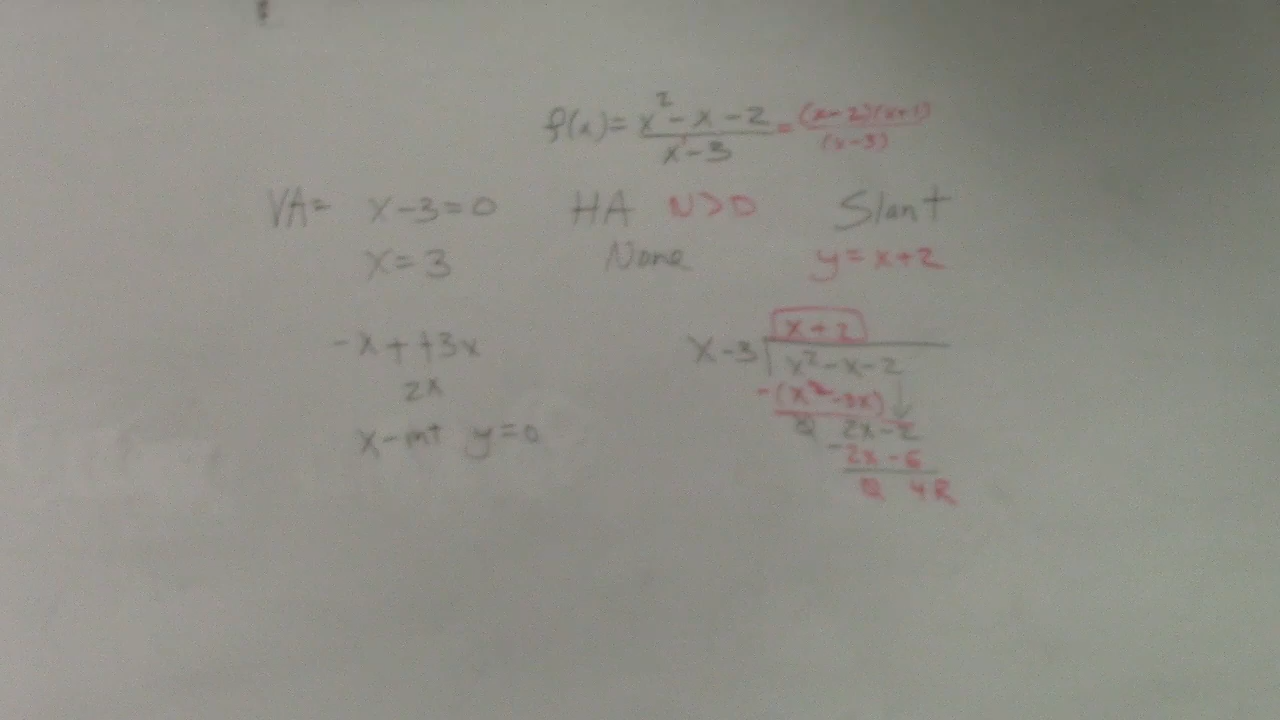 f(x) = x² - x - 2 / x - 3 = (x-2)(x+1) / (x-3)
VA= x-3=0 HA N>D Slant
x=3 None y=x+2
-x + +3x
2x
x-int y=0
x+2
x-3 x²-x-2
-(x²-3x)
0 2x-2
-2x-6
0 4R